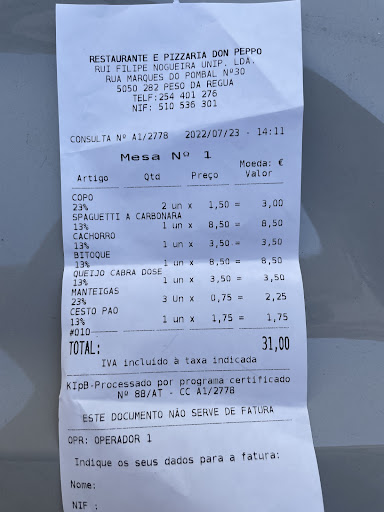 RESTAURANTE E PIZZARIA DON PEPPO
RUI FILIPE NOGUEIRA UNIP. LDA.
RUA MARQUES DO POMBAL Nº30
5050 282 PESO DA REGUA
TELF:254 401 276
NIF: 510 536 301
CONSULTA Nº A1/2778 2022/07/23 - 14:11
Mesa Nº 1
Moeda: €
Artigo Qtd Preço Valor
COPO
23% 2 un x 1,50 = 3,00
SPAGUETTI A CARBONARA
13% 1 un x 8,50 = 8,50
CACHORRO
13% 1 un x 3,50 = 3,50
BITOQUE
13% 1 un x 8,50 = 8,50
QUEIJO CABRA DOSE
13% 1 un x 3,50 = 3,50
MANTEIGAS
23% 3 Un x 0,75 = 2,25
CESTO PAO
13% 1 un x 1,75 = 1,75
#010
TOTAL: 31,00
IVA incluido à taxa indicada
KIpB-Processado por programa certificado
Nº 88/AT - CC A1/2778
ESTE DOCUMENTO NÃO SERVE DE FATURA
OPR: OPERADOR 1
Indique os seus dados para a fatura:
Nome:
NIF :